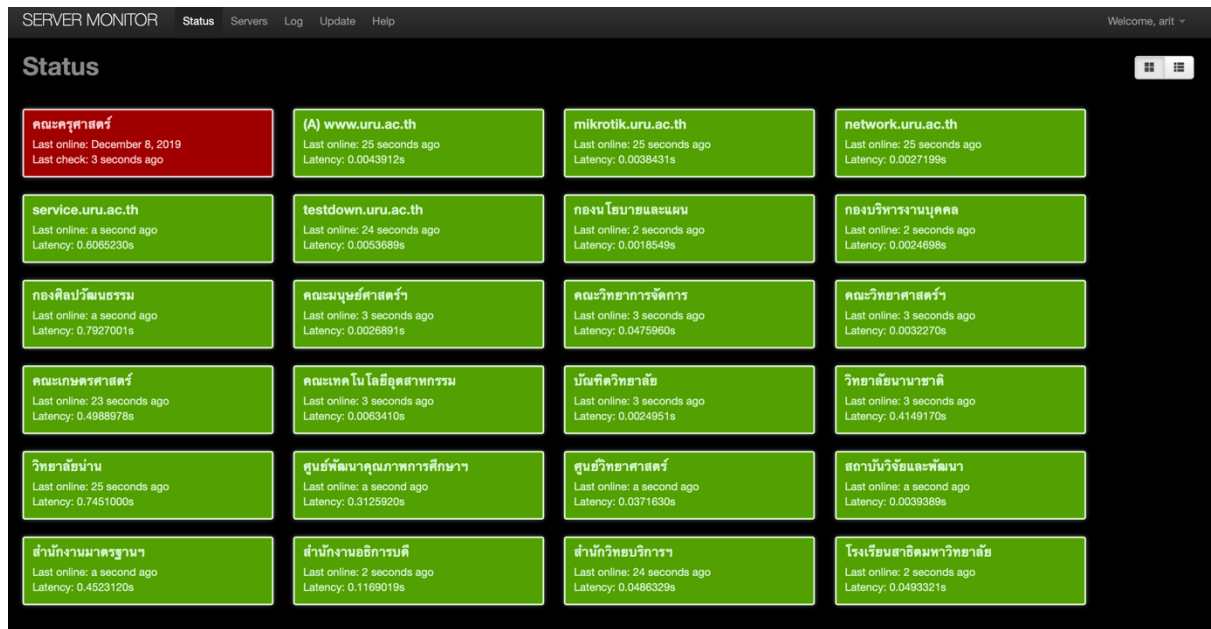 SERVER MONITOR Status Servers Log Update Help Welcome, arit
Status
คณะครุศาสตร์
Last online: December 8, 2019
Last check: 3 seconds ago
(A) www.uru.ac.th
Last online: 25 seconds ago
Latency: 0.0043912s
mikrotik.uru.ac.th
Last online: 25 seconds ago
Latency: 0.0038431s
network.uru.ac.th
Last online: 25 seconds ago
Latency: 0.0027199s
service.uru.ac.th
Last online: a second ago
Latency: 0.6065230s
testdown.uru.ac.th
Last online: 24 seconds ago
Latency: 0.0053689s
กองนโยบายและแผน
Last online: 2 seconds ago
Latency: 0.0018549s
กองบริหารงานบุคคล
Last online: 2 seconds ago
Latency: 0.0024698s
กองศิลปวัฒนธรรม
Last online: a second ago
Latency: 0.7927001s
คณะมนุษย์ศาสตร์ฯ
Last online: 3 seconds ago
Latency: 0.0026891s
คณะวิทยาการจัดการ
Last online: 3 seconds ago
Latency: 0.0475960s
คณะวิทยาศาสตร์ฯ
Last online: 3 seconds ago
Latency: 0.0032270s
คณะเกษตรศาสตร์
Last online: 23 seconds ago
Latency: 0.4988978s
คณะเทคโนโลยีอุตสาหกรรม
Last online: 3 seconds ago
Latency: 0.0063410s
บัณฑิตวิทยาลัย
Last online: 3 seconds ago
Latency: 0.0024951s
วิทยาลัยนานาชาติ
Last online: 3 seconds ago
Latency: 0.4149170s
วิทยาลัยน่าน
Last online: 25 seconds ago
Latency: 0.7451000s
ศูนย์พัฒนาคุณภาพการศึกษาฯ
Last online: a second ago
Latency: 0.3125920s
ศูนย์วิทยาศาสตร์
Last online: a second ago
Latency: 0.0371630s
สถาบันวิจัยและพัฒนา
Last online: a second ago
Latency: 0.0039389s
สำนักงานมาตรฐานฯ
Last online: a second ago
Latency: 0.4523120s
สำนักงานอธิการบดี
Last online: 2 seconds ago
Latency: 0.1169019s
สำนักวิทยบริการฯ
Last online: 24 seconds ago
Latency: 0.0486329s
โรงเรียนสาธิตมหาวิทยาลัย
Last online: 2 seconds ago
Latency: 0.0493321s